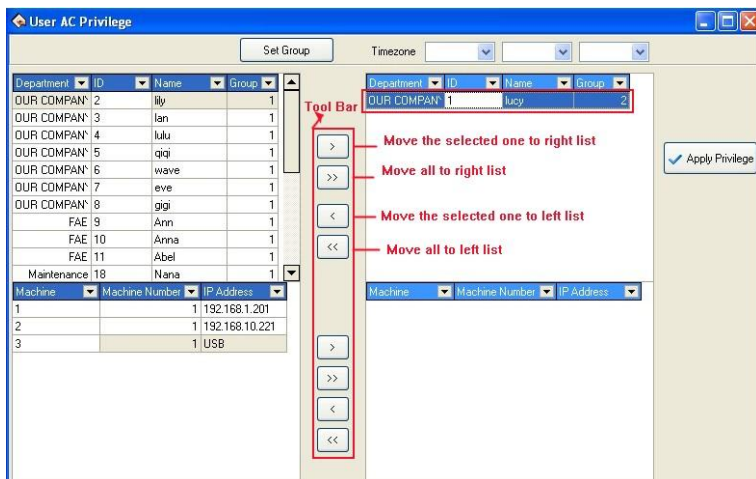 User AC Privilege
Set Group Timezone
Department ID Name Group
OUR COMPAN 2 lily 1
OUR COMPAN 3 lan 1
OUR COMPAN 4 lulu 1
OUR COMPAN 5 qiqi 1
OUR COMPAN 6 wave 1
OUR COMPAN 7 eve 1
OUR COMPAN 8 gigi 1
FAE 9 Ann 1
FAE 10 Anna 1
FAE 11 Abel 1
Maintenance 18 Nana 1
Machine Machine Number IP Address
1 1 192.168.1.201
2 1 192.168.10.221
3 1 USB
Tool Bar
>
>>
<
<<
>
>>
<
<<
Department ID Name Group
OUR COMPAN 1 lucy 2
Move the selected one to right list
Move all to right list
Move the selected one to left list
Move all to left list
Machine Machine Number IP Address
Apply Privilege